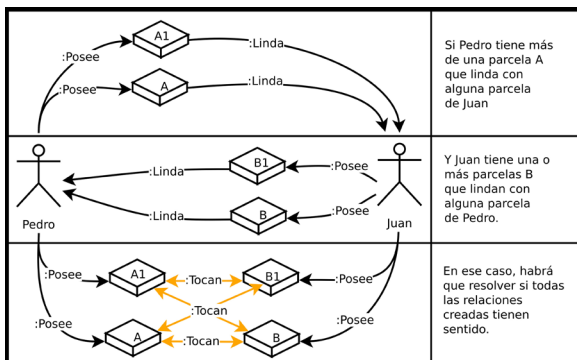 A1
:Linda
:Posee
:Posee
A
:Linda
Si Pedro tiene más
de una parcela A
que linda con
alguna parcela
de Juan
B1
:Posee
:Linda
B
:Posee
:Linda
Pedro
Juan
Y Juan tiene una o
más parcelas B
que lindan con
alguna parcela
de Pedro.
:Posee
A1
:Tocan
B1
:Posee
:Tocan
:Posee
A
:Tocan
B
:Posee
En ese caso, habrá
que resolver si todas
las relaciones
creadas tienen
sentido.